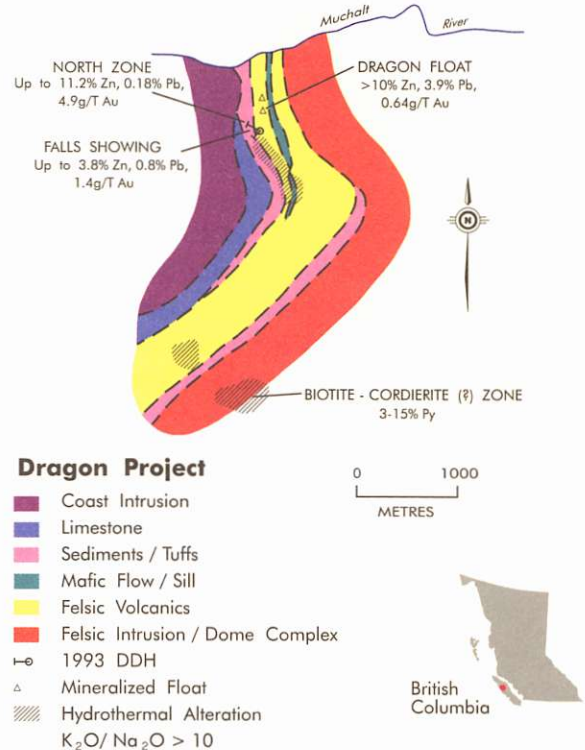 Muchalt River
NORTH ZONE
Up to 11.2% Zn, 0.18% Pb,
4.9g/T Au
DRAGON FLOAT
>10% Zn, 3.9% Pb,
0.64g/T Au
FALLS SHOWING
Up to 3.8% Zn, 0.8% Pb,
1.4g/T Au
N
BIOTITE - CORDIERITE (?) ZONE
3-15% Py
Dragon Project
Coast Intrusion
Limestone
Sediments / Tuffs
Mafic Flow / Sill
Felsic Volcanics
Felsic Intrusion / Dome Complex
1993 DDH
Mineralized Float
Hydrothermal Alteration
K2O/ Na2O > 10
0 1000
METRES
British
Columbia